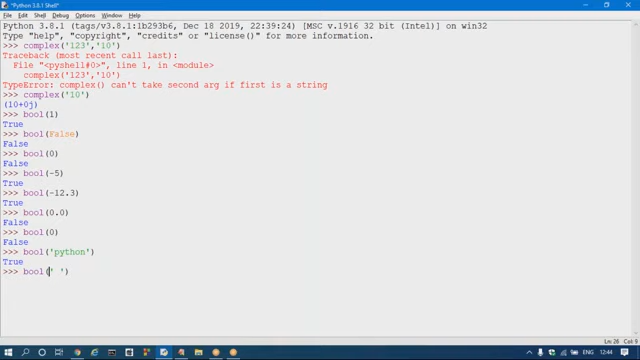 *Python 3.8.1 Shell*
File Edit Shell Debug Options Window Help
Python 3.8.1 (tags/v3.8.1:1b293b6, Dec 18 2019, 22:39:24) [MSC v.1916 32 bit (Intel)] on win32
Type "help", "copyright", "credits" or "license()" for more information.
>>> complex('123','10')
Traceback (most recent call last):
  File "<pyshell#0>", line 1, in <module>
    complex('123','10')
TypeError: complex() can't take second arg if first is a string
>>> complex('10')
(10+0j)
>>> bool(1)
True
>>> bool(False)
False
>>> bool(0)
False
>>> bool(-5)
True
>>> bool(-12.3)
True
>>> bool(0.0)
False
>>> bool(0)
False
>>> bool('python')
True
>>> bool(' ')
Ln: 26 Col: 9
ENG 12:44